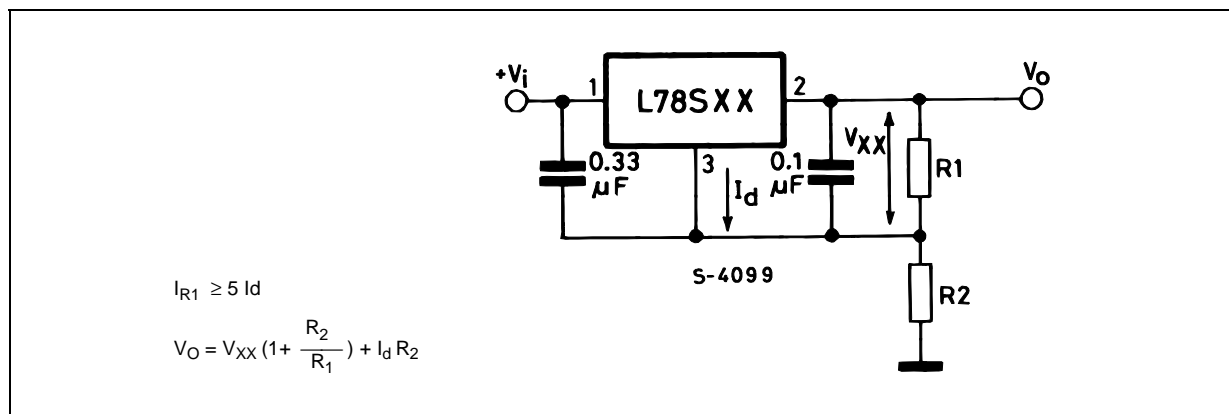 +Vi
1
L78SXX
2
Vo
0.33
µF
3
Id
0.1
µF
VXX
R1
S-4099
R2
IR1 ≥ 5 Id
VO = VXX (1+ R2
R1 ) + Id R2